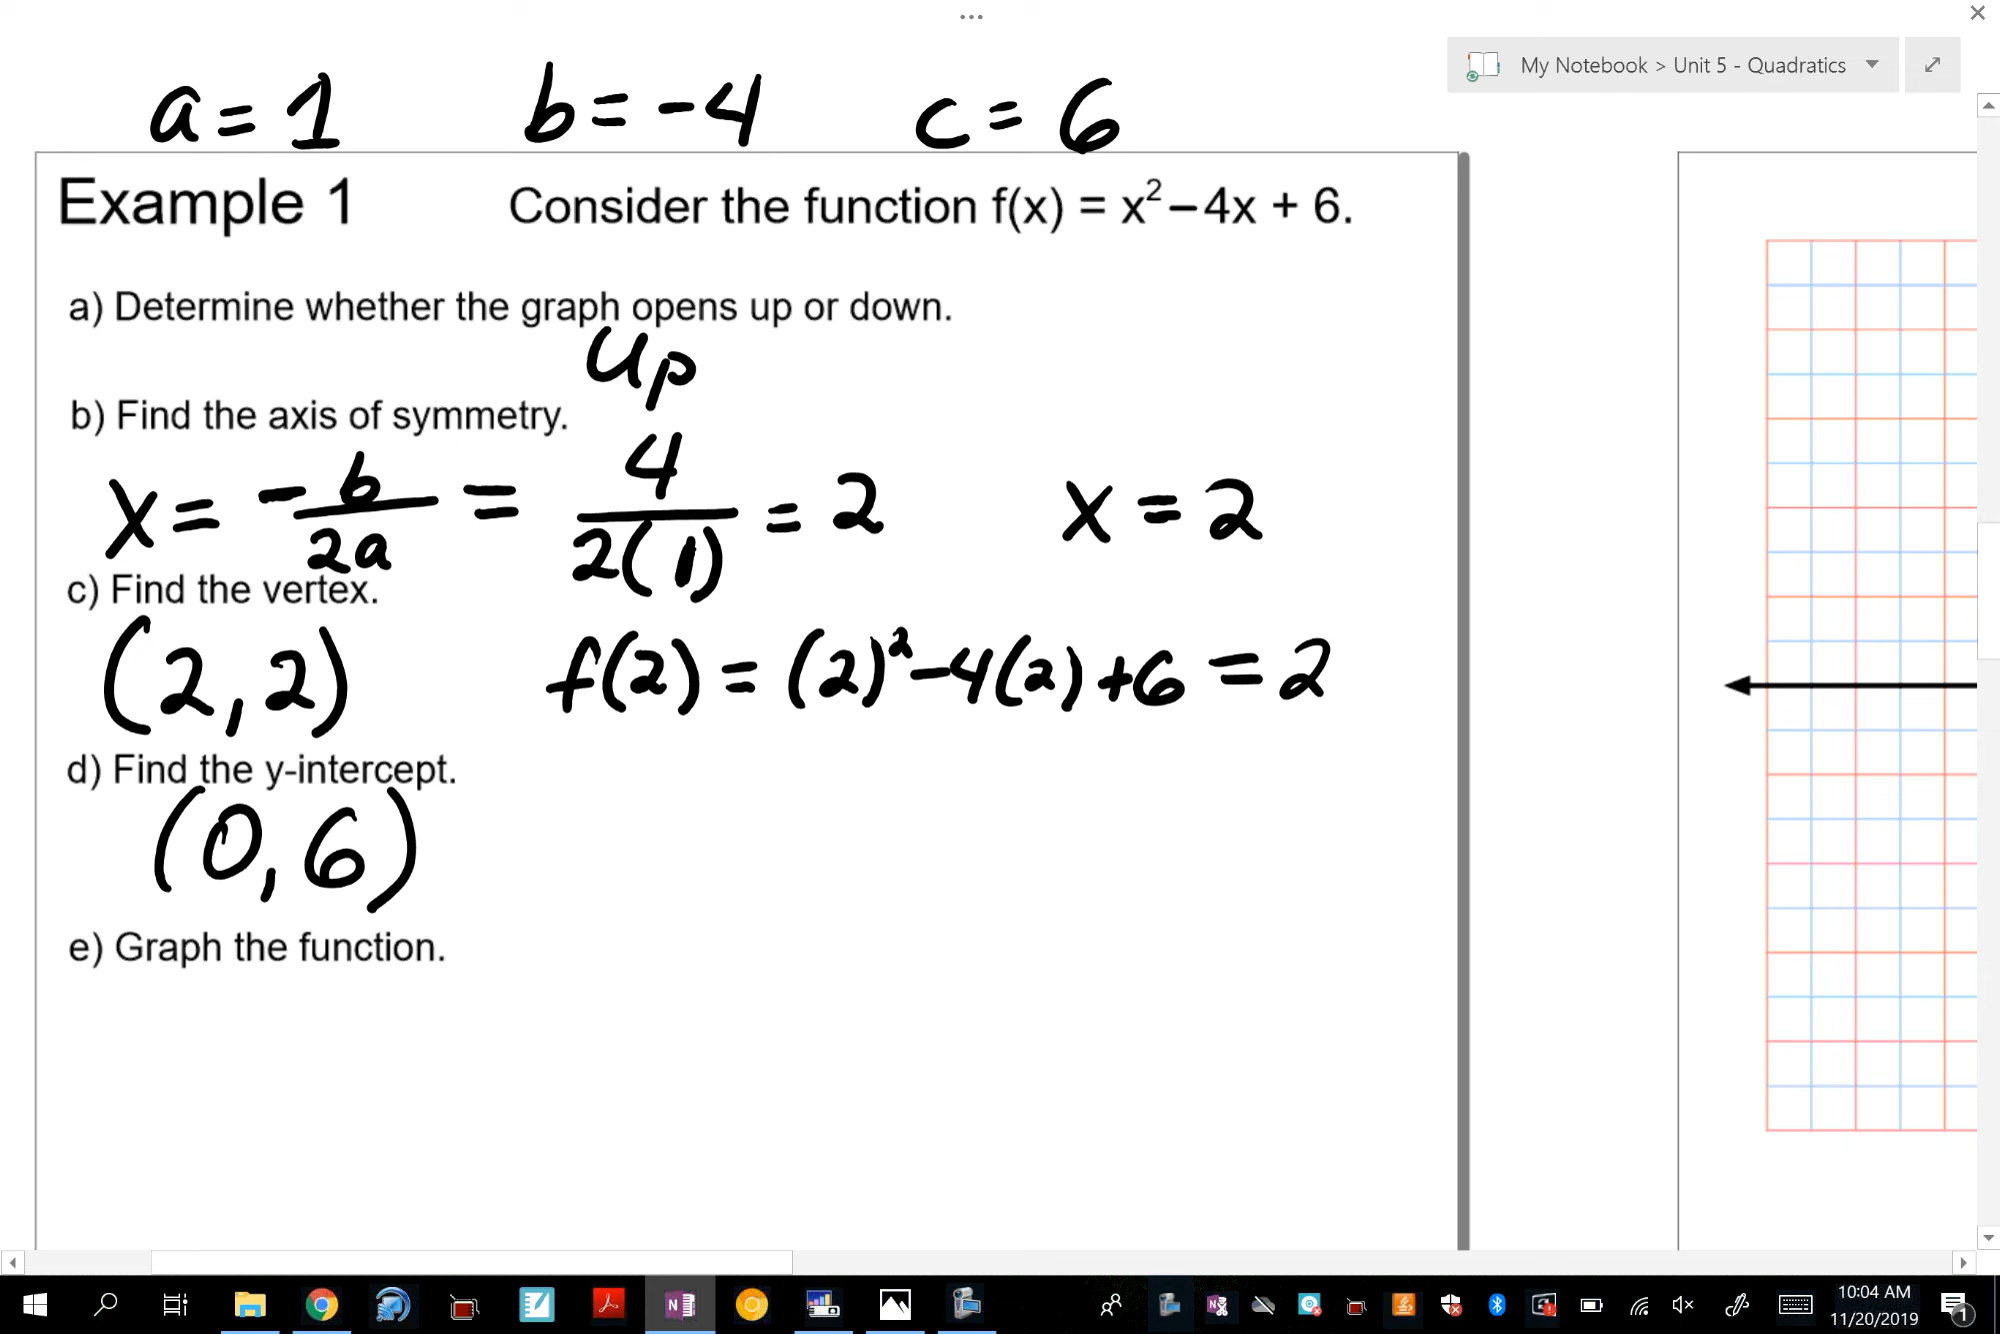 ...
My Notebook > Unit 5 - Quadratics
a = 1 b = -4 c = 6
Example 1 Consider the function f(x) = x² – 4x + 6.
a) Determine whether the graph opens up or down.
up
b) Find the axis of symmetry.
x = -b/2a = 4/2(1) = 2 x = 2
c) Find the vertex.
(2,2) f(2) = (2)²-4(2)+6 = 2
d) Find the y-intercept.
(0,6)
e) Graph the function.
10:04 AM
11/20/2019
1